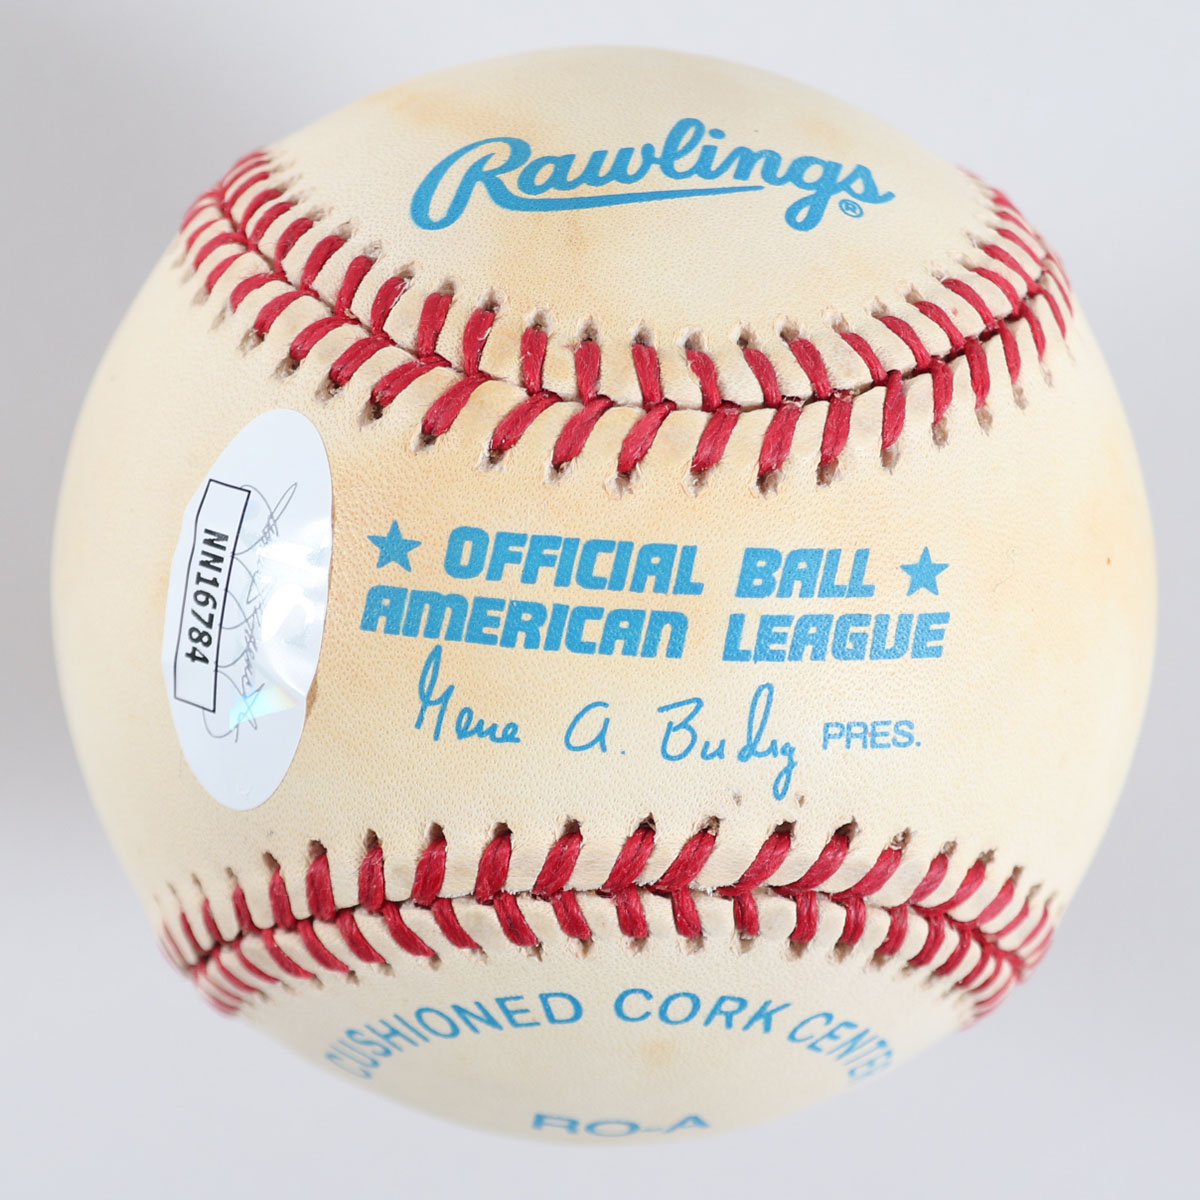 Rawlings®
★ OFFICIAL BALL ★
AMERICAN LEAGUE
Gene A. Budig PRES.
NN16784
CUSHIONED CORK CENTER
RO-A